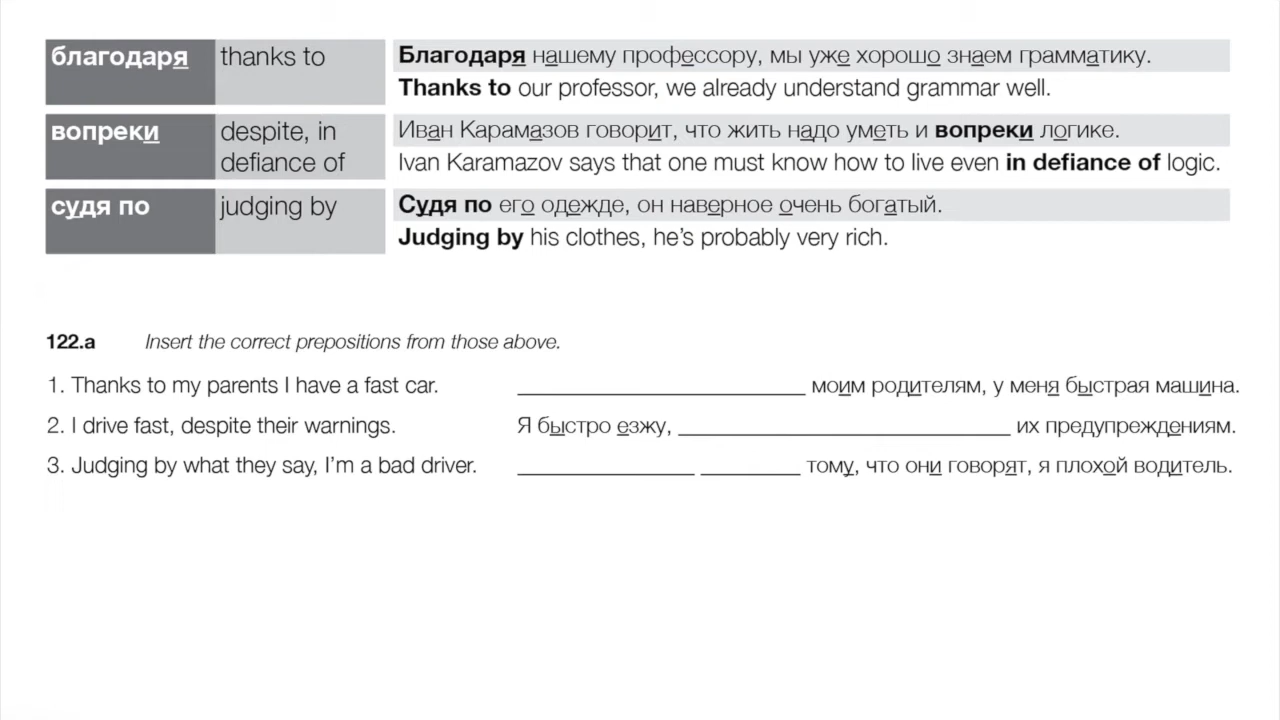 благодаря thanks to Благодаря нашему профессору, мы уже хорошо знаем грамматику.
Thanks to our professor, we already understand grammar well.
вопреки despite, in defiance of Иван Карамазов говорит, что жить надо уметь и вопреки логике.
Ivan Karamazov says that one must know how to live even in defiance of logic.
судя по judging by Судя по его одежде, он наверное очень богатый.
Judging by his clothes, he's probably very rich.
122.a Insert the correct prepositions from those above.
1. Thanks to my parents I have a fast car. ______________________ моим родителям, у меня быстрая машина.
2. I drive fast, despite their warnings. Я быстро езжу, _________________________ их предупреждениям.
3. Judging by what they say, I'm a bad driver. _____________ _______ тому, что они говорят, я плохой водитель.